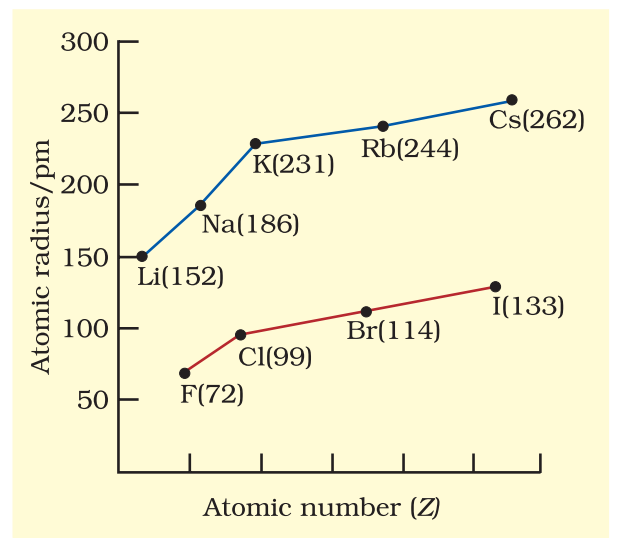 300
250
200
150
100
50
Atomic radius/pm
Li(152)
Na(186)
K(231)
Rb(244)
Cs(262)
F(72)
Cl(99)
Br(114)
I(133)
Atomic number (Z)